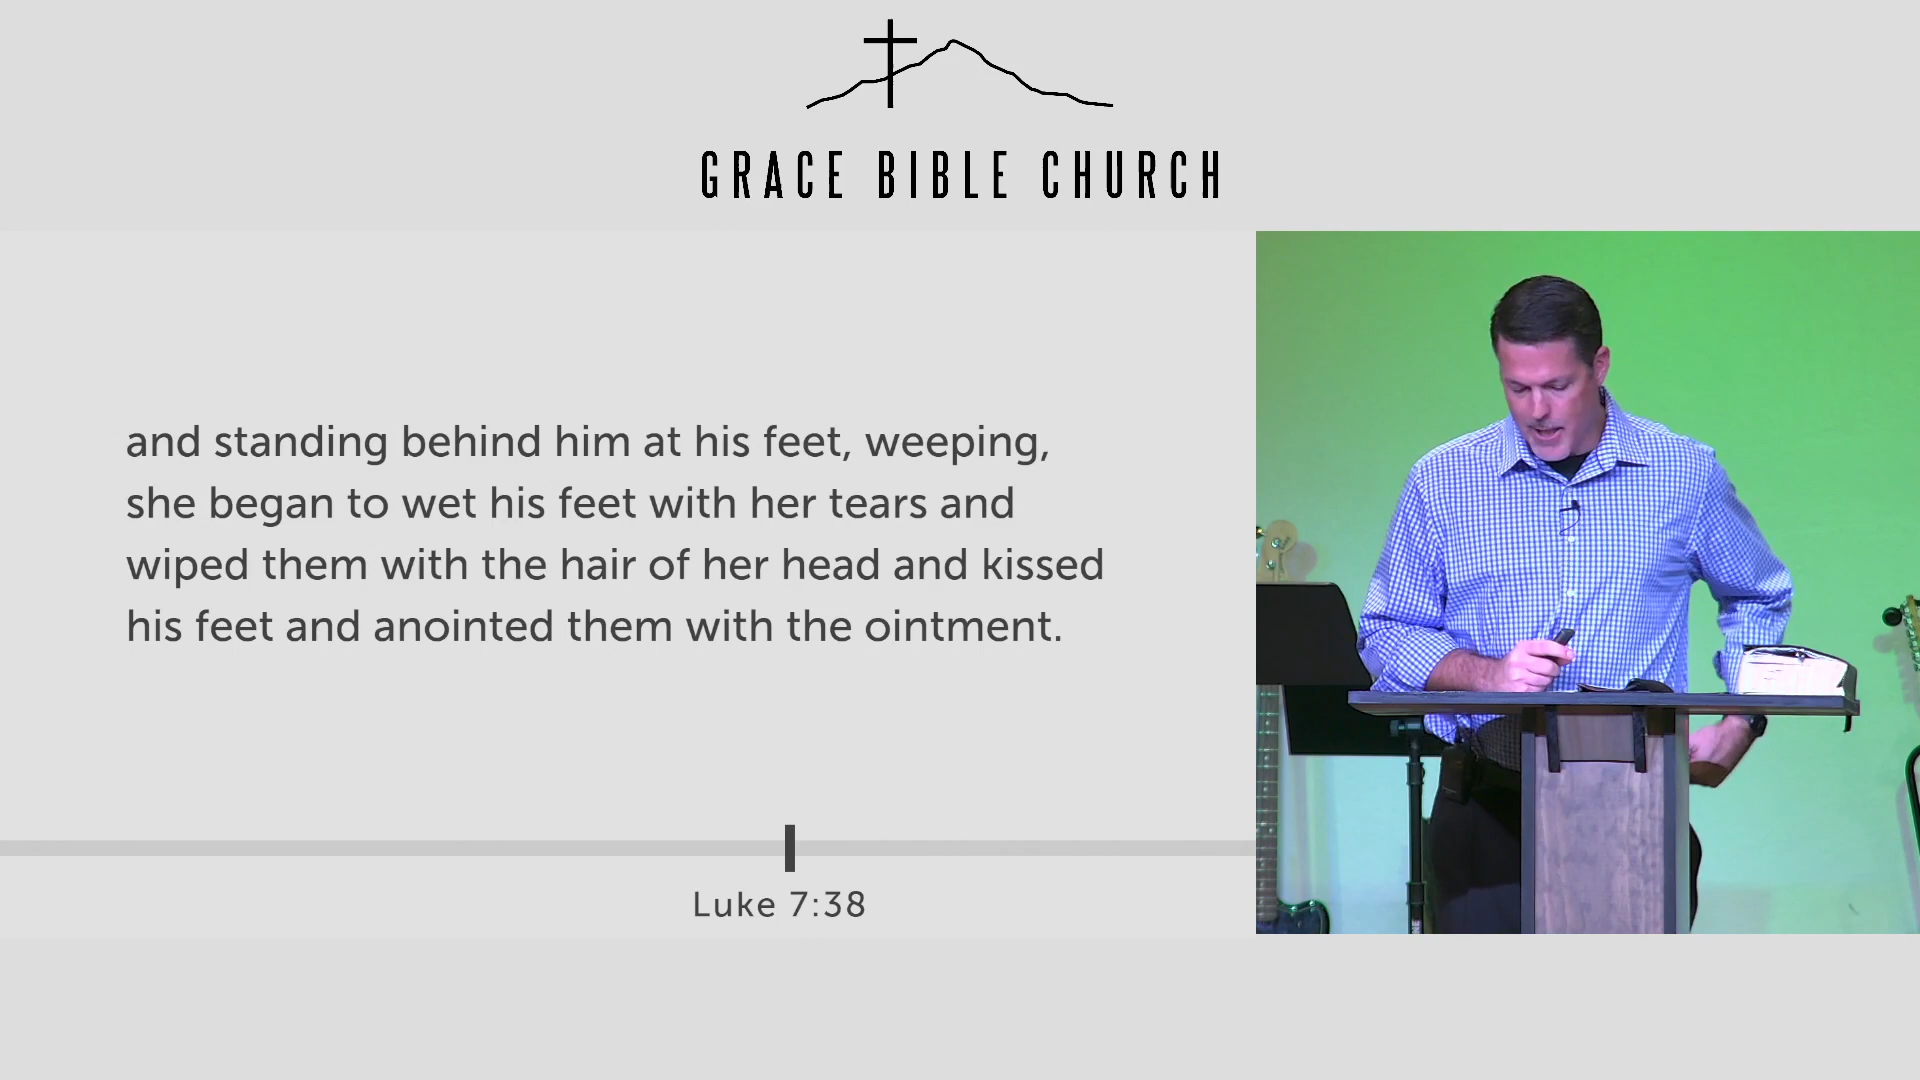 GRACE BIBLE CHURCH
and standing behind him at his feet, weeping,
she began to wet his feet with her tears and
wiped them with the hair of her head and kissed
his feet and anointed them with the ointment.
Luke 7:38